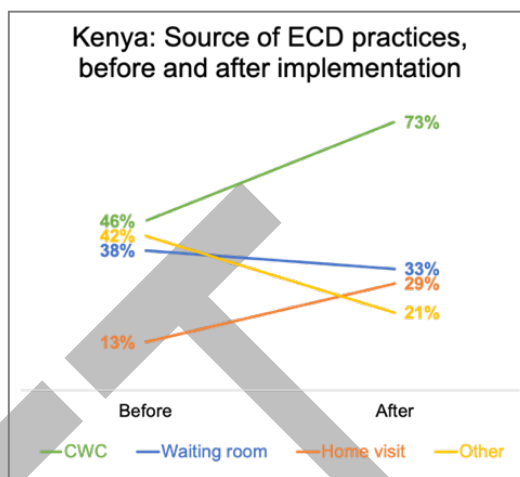 Kenya: Source of ECD practices,
before and after implementation
73%
46%
42%
38%
33%
29%
21%
13%
Before After
CWC Waiting room Home visit Other